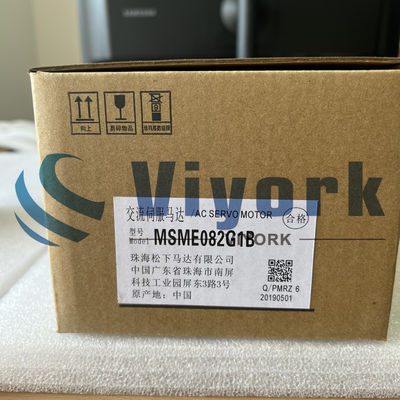 向上
易碎物品
Viyork
VIYORK
交流伺服马达/AC SERVO MOTOR
合格
型号
Model
MSME082G1B
珠海松下马达有限公司
中国广东省珠海市南屏
科技工业园屏东3路3号
原产地：中国
Q/PMRZ 6
20190501